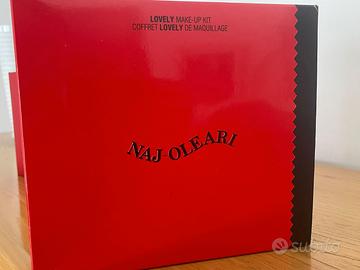 LOVELY MAKE-UP KIT
COFFRET LOVELY DE MAQUILLAGE
NAJ-OLEARI
subito